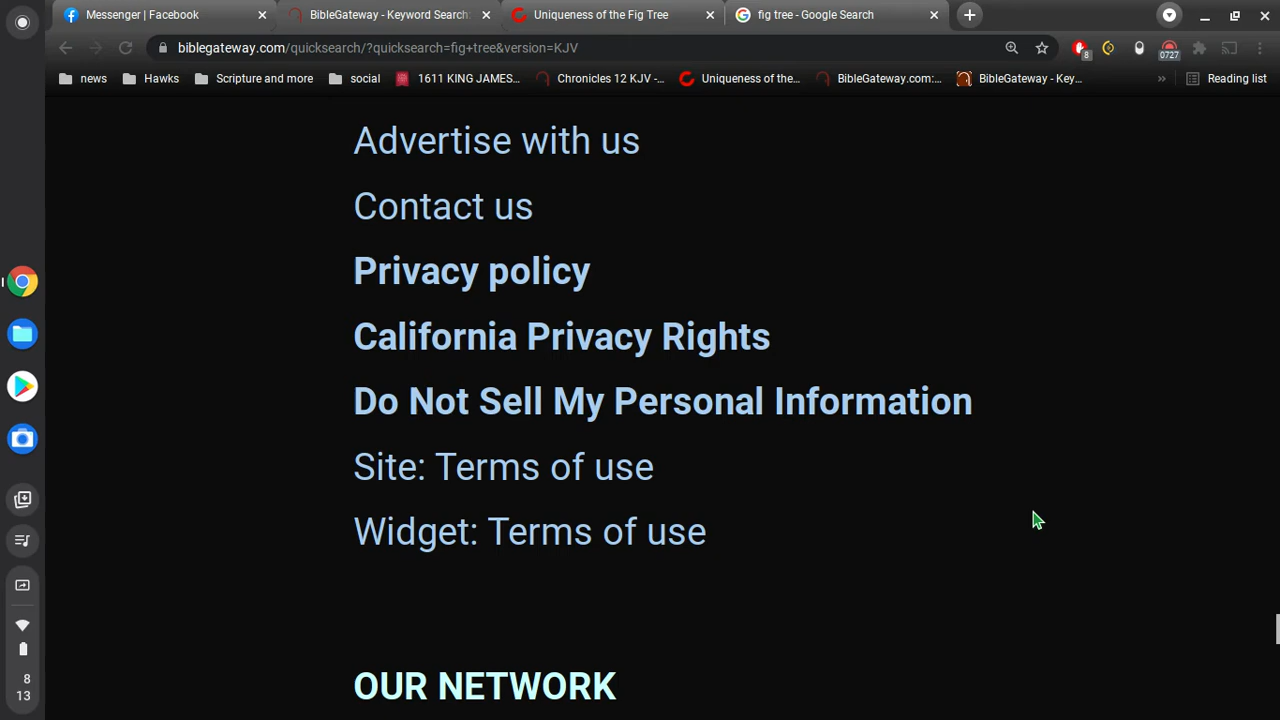 Messenger | Facebook
BibleGateway - Keyword Search:
Uniqueness of the Fig Tree
fig tree - Google Search
biblegateway.com/quicksearch/?quicksearch=fig+tree&version=KJV
8
0727
news
Hawks
Scripture and more
social
1611 KING JAMES...
Chronicles 12 KJV -...
Uniqueness of the...
BibleGateway.com:...
BibleGateway - Key...
»
Reading list
Advertise with us
Contact us
Privacy policy
California Privacy Rights
Do Not Sell My Personal Information
Site: Terms of use
Widget: Terms of use
OUR NETWORK
8
13